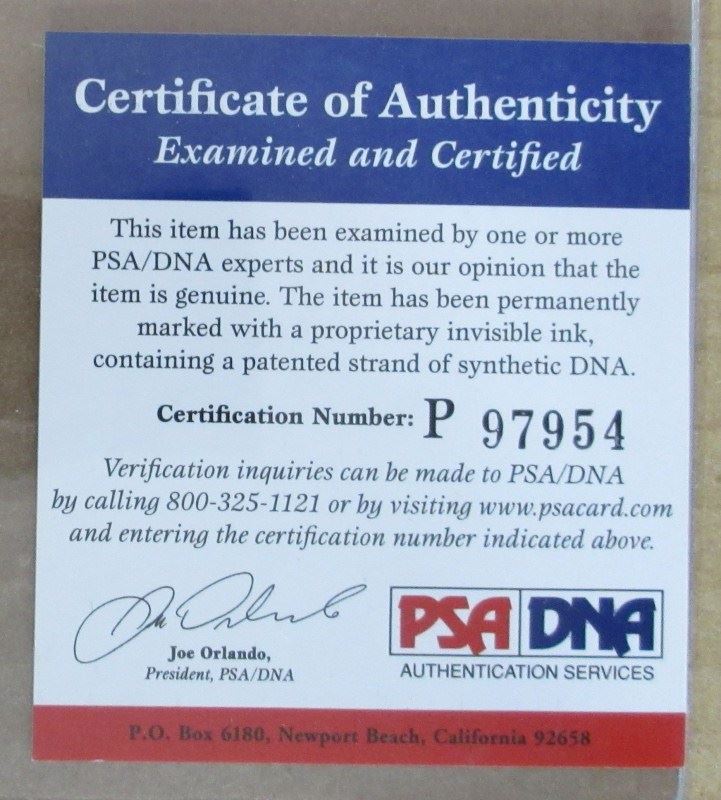 Certificate of Authenticity
Examined and Certified
This item has been examined by one or more
PSA/DNA experts and it is our opinion that the
item is genuine. The item has been permanently
marked with a proprietary invisible ink,
containing a patented strand of synthetic DNA.
Certification Number: P 97954
Verification inquiries can be made to PSA/DNA
by calling 800-325-1121 or by visiting www.psacard.com
and entering the certification number indicated above.
Joe Orlando,
President, PSA/DNA
PSA DNA
AUTHENTICATION SERVICES
P.O. Box 6180, Newport Beach, California 92658